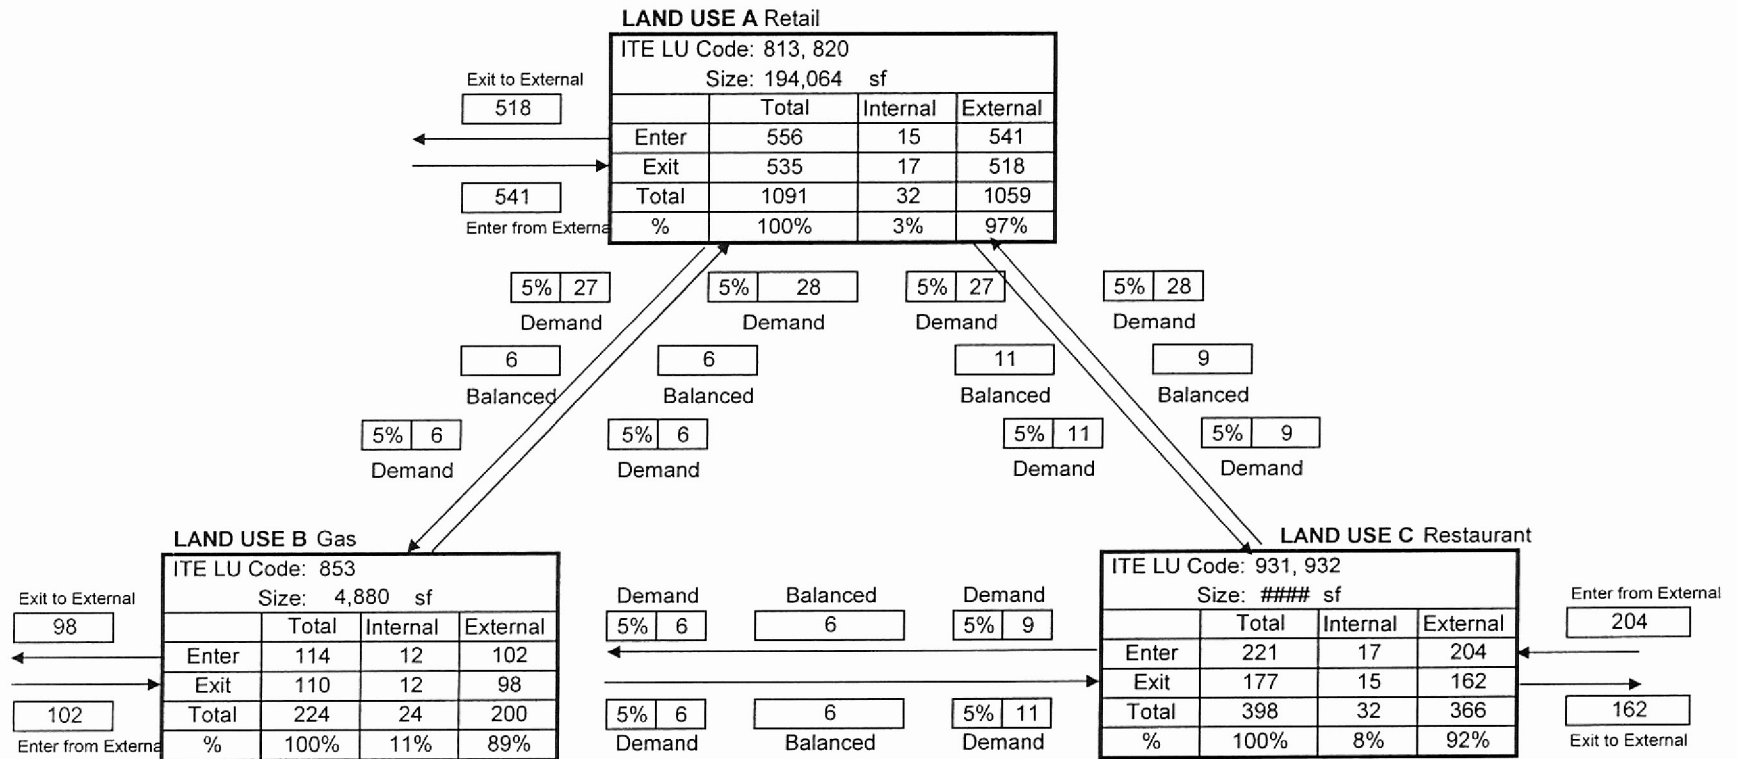 LAND USE A Retail
ITE LU Code: 813, 820
Size: 194,064 sf
Total Internal External
Enter 556 15 541
Exit 535 17 518
Total 1091 32 1059
% 100% 3% 97%
Exit to External
518
541
Enter from Externa
5% 27
Demand
6
Balanced
5% 6
Demand
5% 28
Demand
6
Balanced
5% 6
Demand
5% 27
Demand
11
Balanced
5% 11
Demand
5% 28
Demand
9
Balanced
5% 9
Demand
LAND USE B Gas
ITE LU Code: 853
Size: 4,880 sf
Total Internal External
Enter 114 12 102
Exit 110 12 98
Total 224 24 200
% 100% 11% 89%
Exit to External
98
102
Enter from Externa
Demand Balanced Demand
5% 6 6 5% 9
5% 6 6 5% 11
Demand Balanced Demand
LAND USE C Restaurant
ITE LU Code: 931, 932
Size: #### sf
Total Internal External
Enter 221 17 204
Exit 177 15 162
Total 398 32 366
% 100% 8% 92%
Enter from External
204
162
Exit to External